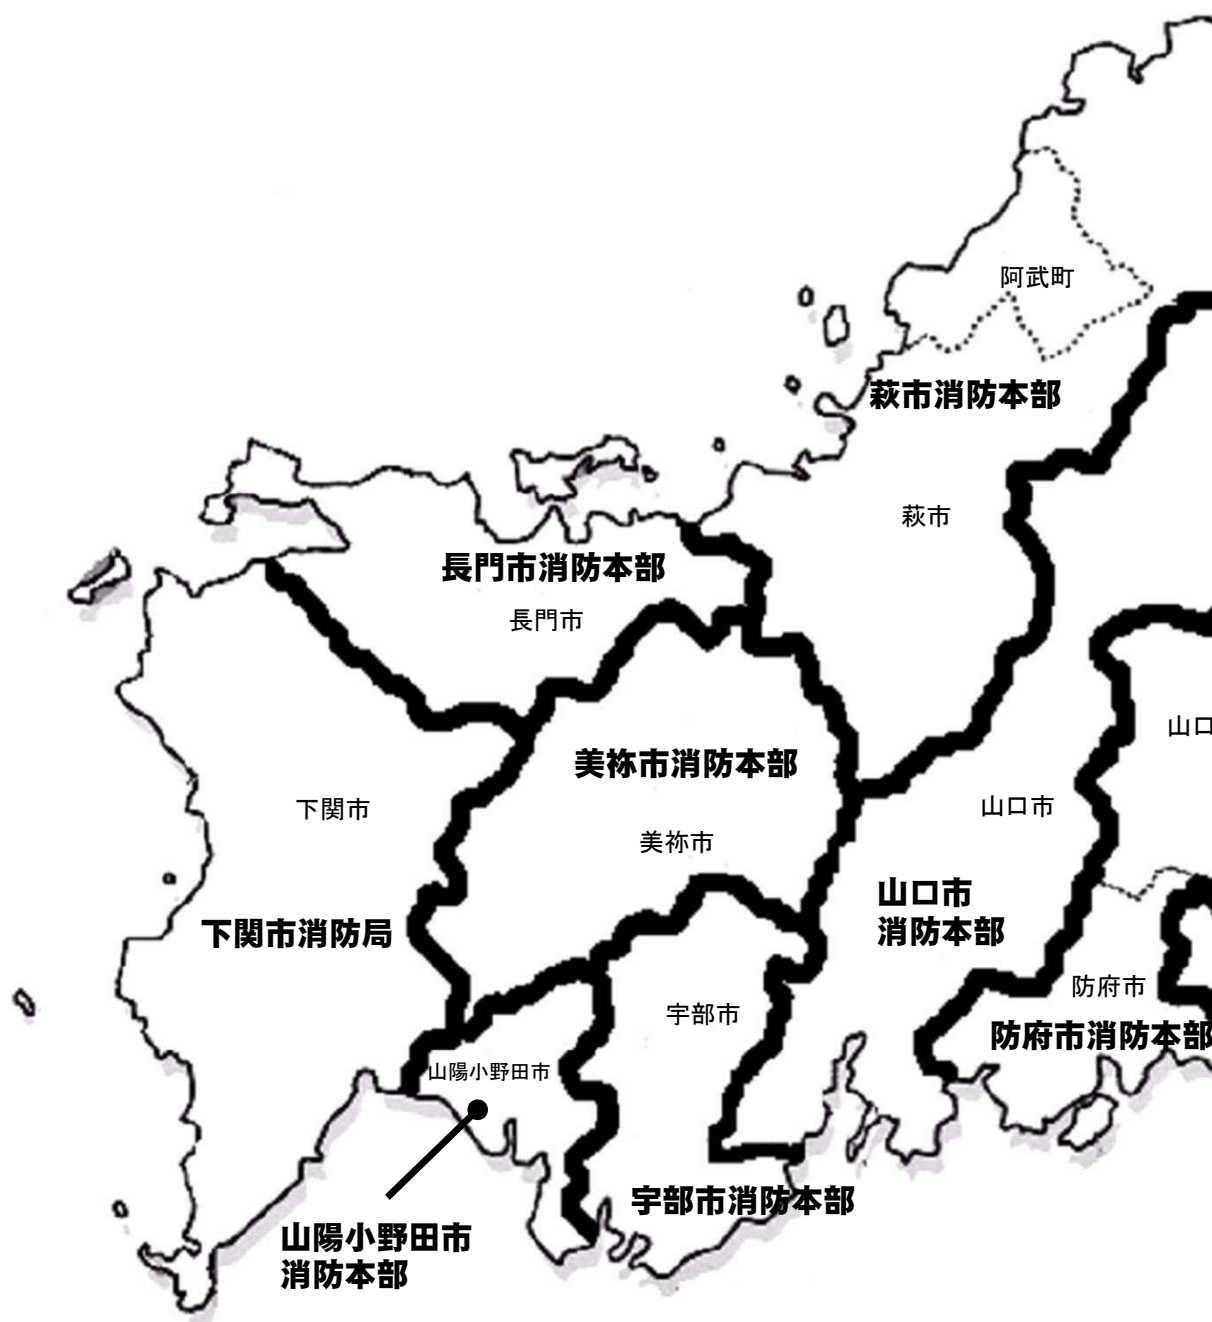 阿武町
萩市消防本部
萩市
長門市消防本部
長門市
山口
美祢市消防本部
下関市
山口市
美祢市
山口市
消防本部
下関市消防局
防府市
宇部市
防府市消防本部
山陽小野田市
宇部市消防本部
山陽小野田市
消防本部